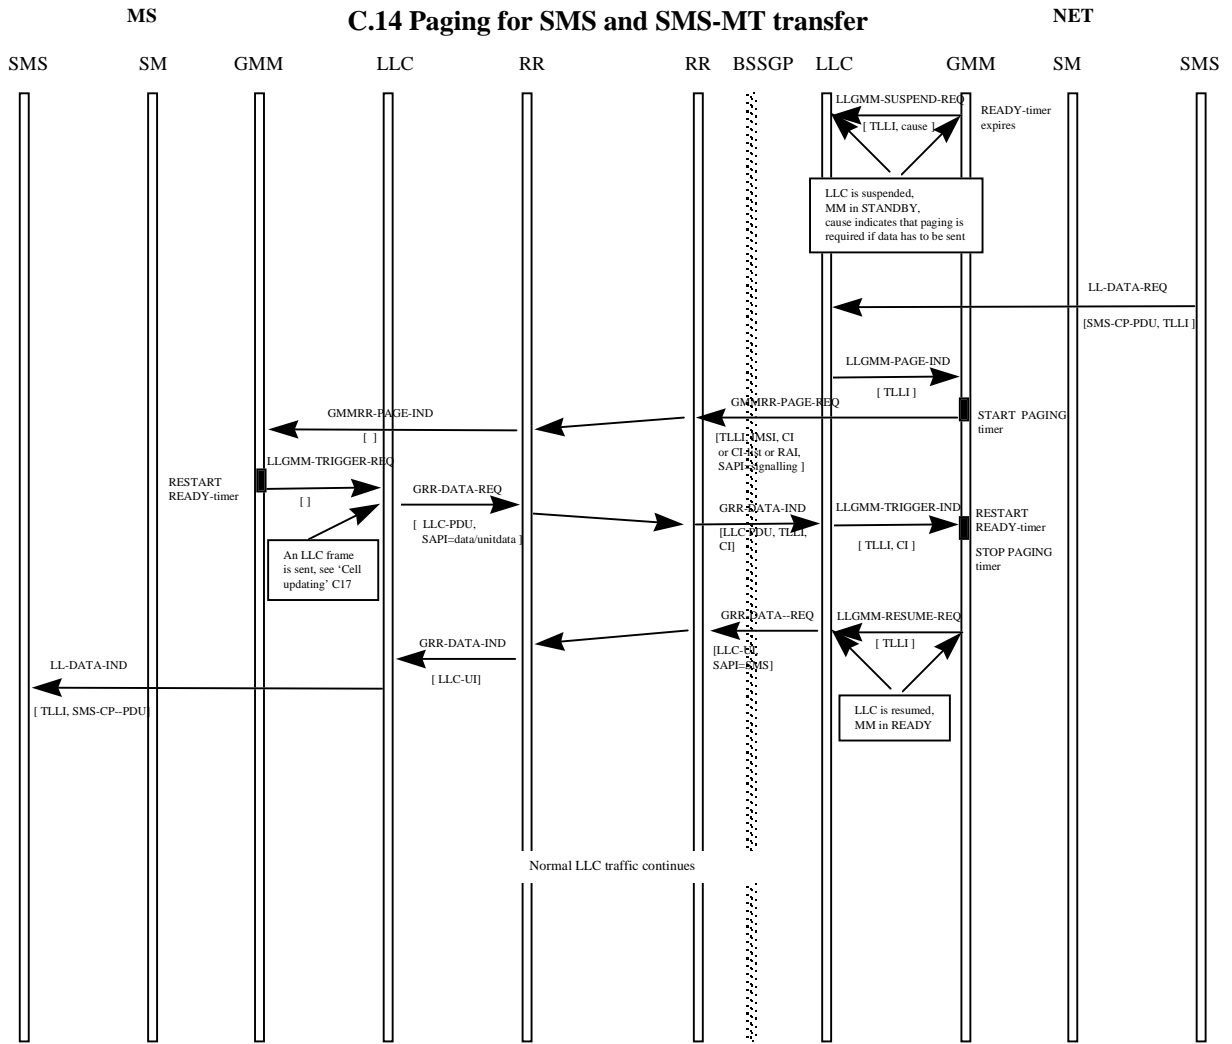 MS
C.14 Paging for SMS and SMS-MT transfer
NET
SMS
SM
GMM
LLC
RR
RR
BSSGP
LLC
GMM
SM
SMS
LLGMM-SUSPEND-REQ
[ TLLI, cause ]
READY-timer
expires
LLC is suspended,
MM in STANDBY,
cause indicates that paging is
required if data has to be sent
LL-DATA-REQ
[SMS-CP-PDU, TLLI ]
LLGMM-PAGE-IND
[ TLLI ]
GMMRR-PAGE-REQ
[TLLI, IMSI, CI
or CI-list or RAI,
SAPI=signalling ]
START PAGING
timer
GMMRR-PAGE-IND
[ ]
LLGMM-TRIGGER-REQ
[ ]
RESTART
READY-timer
An LLC frame
is sent, see ‘Cell
updating’ C17
GRR-DATA-REQ
[ LLC-PDU,
SAPI=data/unitdata ]
GRR-DATA-IND
[LLC-PDU, TLLI,
CI]
LLGMM-TRIGGER-IND
[ TLLI, CI ]
RESTART
READY-timer
STOP PAGING
timer
GRR-DATA--REQ
[LLC-UI,
SAPI=SMS]
LLGMM-RESUME-REQ
[ TLLI ]
LLC is resumed,
MM in READY
GRR-DATA-IND
[ LLC-UI]
LL-DATA-IND
[ TLLI, SMS-CP--PDU]
Normal LLC traffic continues